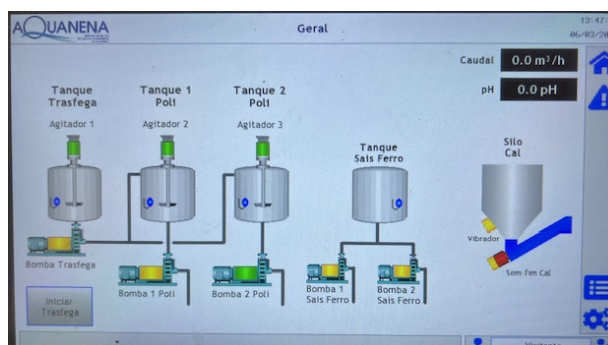 AQUANENA
Geral
13:47:
06/03/20
Caudal 0.0 m³/h
pH 0.0 pH
Tanque
Trasfega
Tanque 1
Poli
Tanque 2
Poli
Agitador 1
Agitador 2
Agitador 3
Tanque
Sais Ferro
Silo
Cal
Vibrador
Sem-fim Cal
Bomba Trasfega
Bomba 1 Poli
Bomba 2 Poli
Bomba 1
Sais Ferro
Bomba 2
Sais Ferro
Iniciar
Trasfega